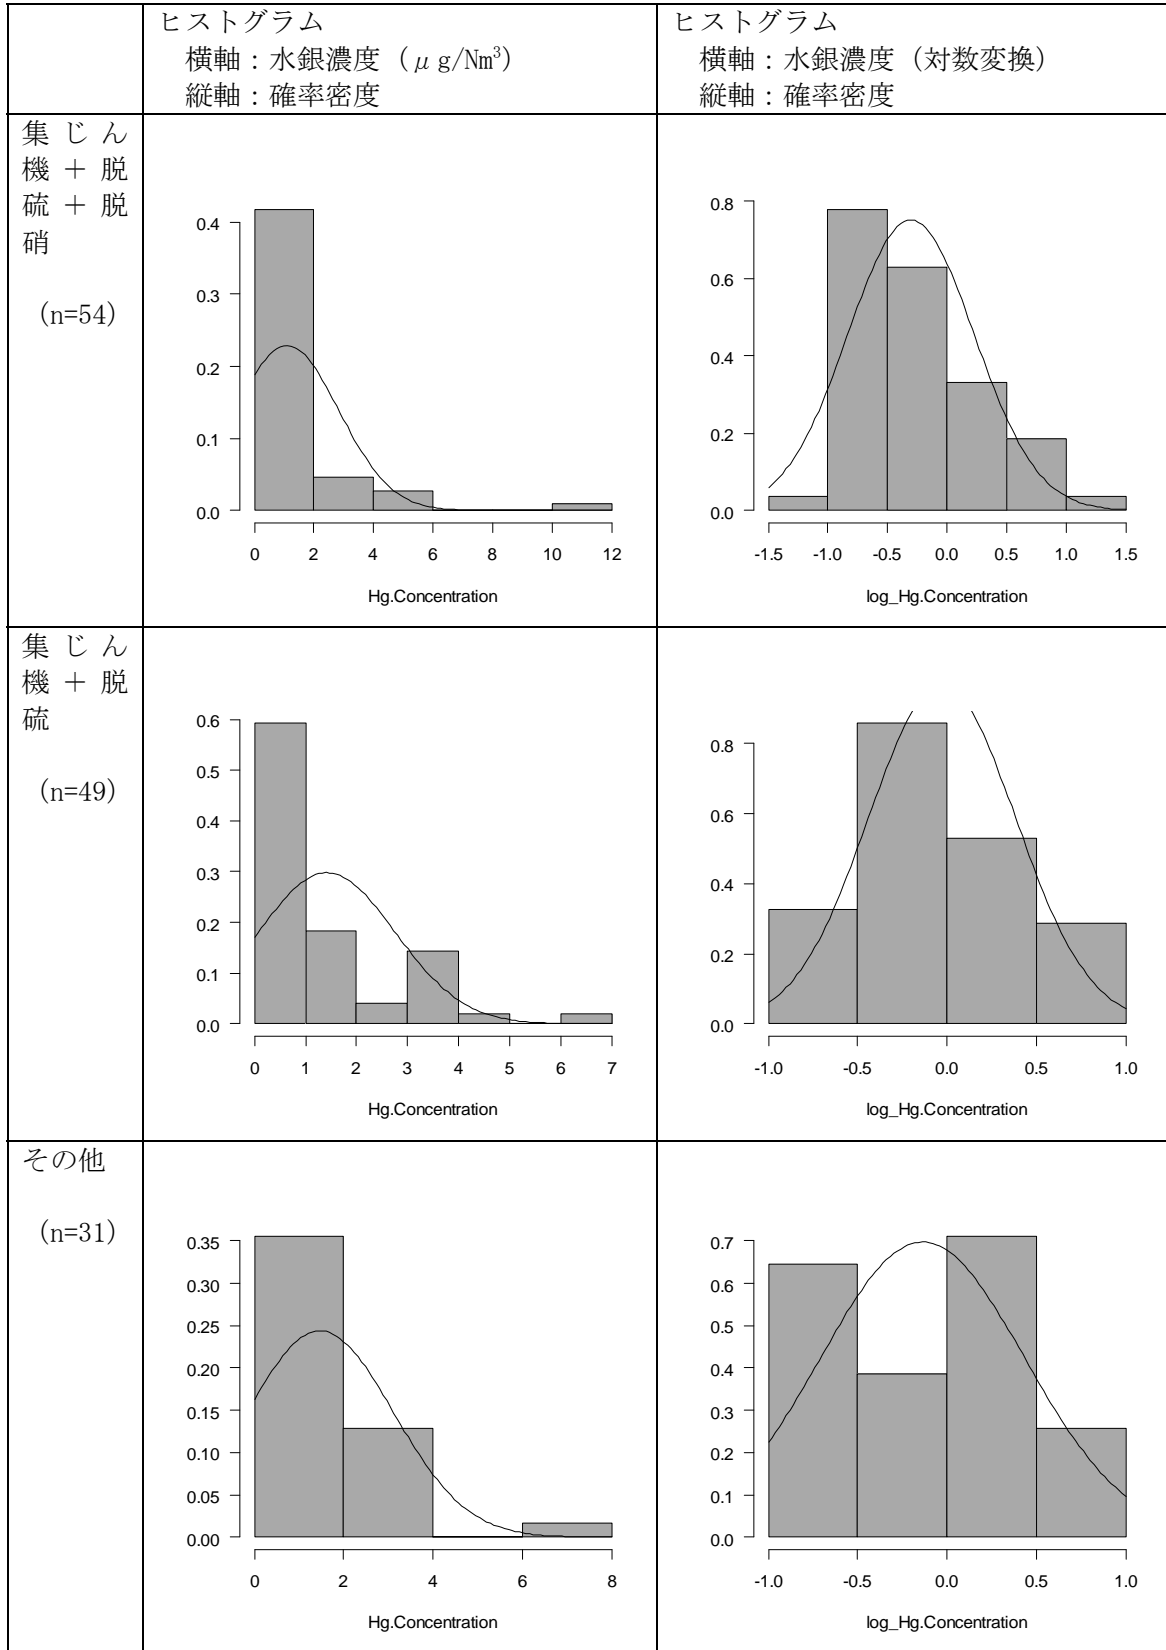 ヒストグラム
横軸：水銀濃度（μg/Nm³）
縦軸：確率密度
ヒストグラム
横軸：水銀濃度（対数変換）
縦軸：確率密度
集じん
機＋脱
硫＋脱
硝
(n=54)
0.4
0.3
0.2
0.1
0.0
0 2 4 6 8 10 12
Hg.Concentration
0.8
0.6
0.4
0.2
0.0
-1.5 -1.0 -0.5 0.0 0.5 1.0 1.5
log_Hg.Concentration
集じん
機＋脱
硫
(n=49)
0.6
0.5
0.4
0.3
0.2
0.1
0.0
0 1 2 3 4 5 6 7
Hg.Concentration
0.8
0.6
0.4
0.2
0.0
-1.0 -0.5 0.0 0.5 1.0
log_Hg.Concentration
その他
(n=31)
0.35
0.30
0.25
0.20
0.15
0.10
0.05
0.00
0 2 4 6 8
Hg.Concentration
0.7
0.6
0.5
0.4
0.3
0.2
0.1
0.0
-1.0 -0.5 0.0 0.5 1.0
log_Hg.Concentration